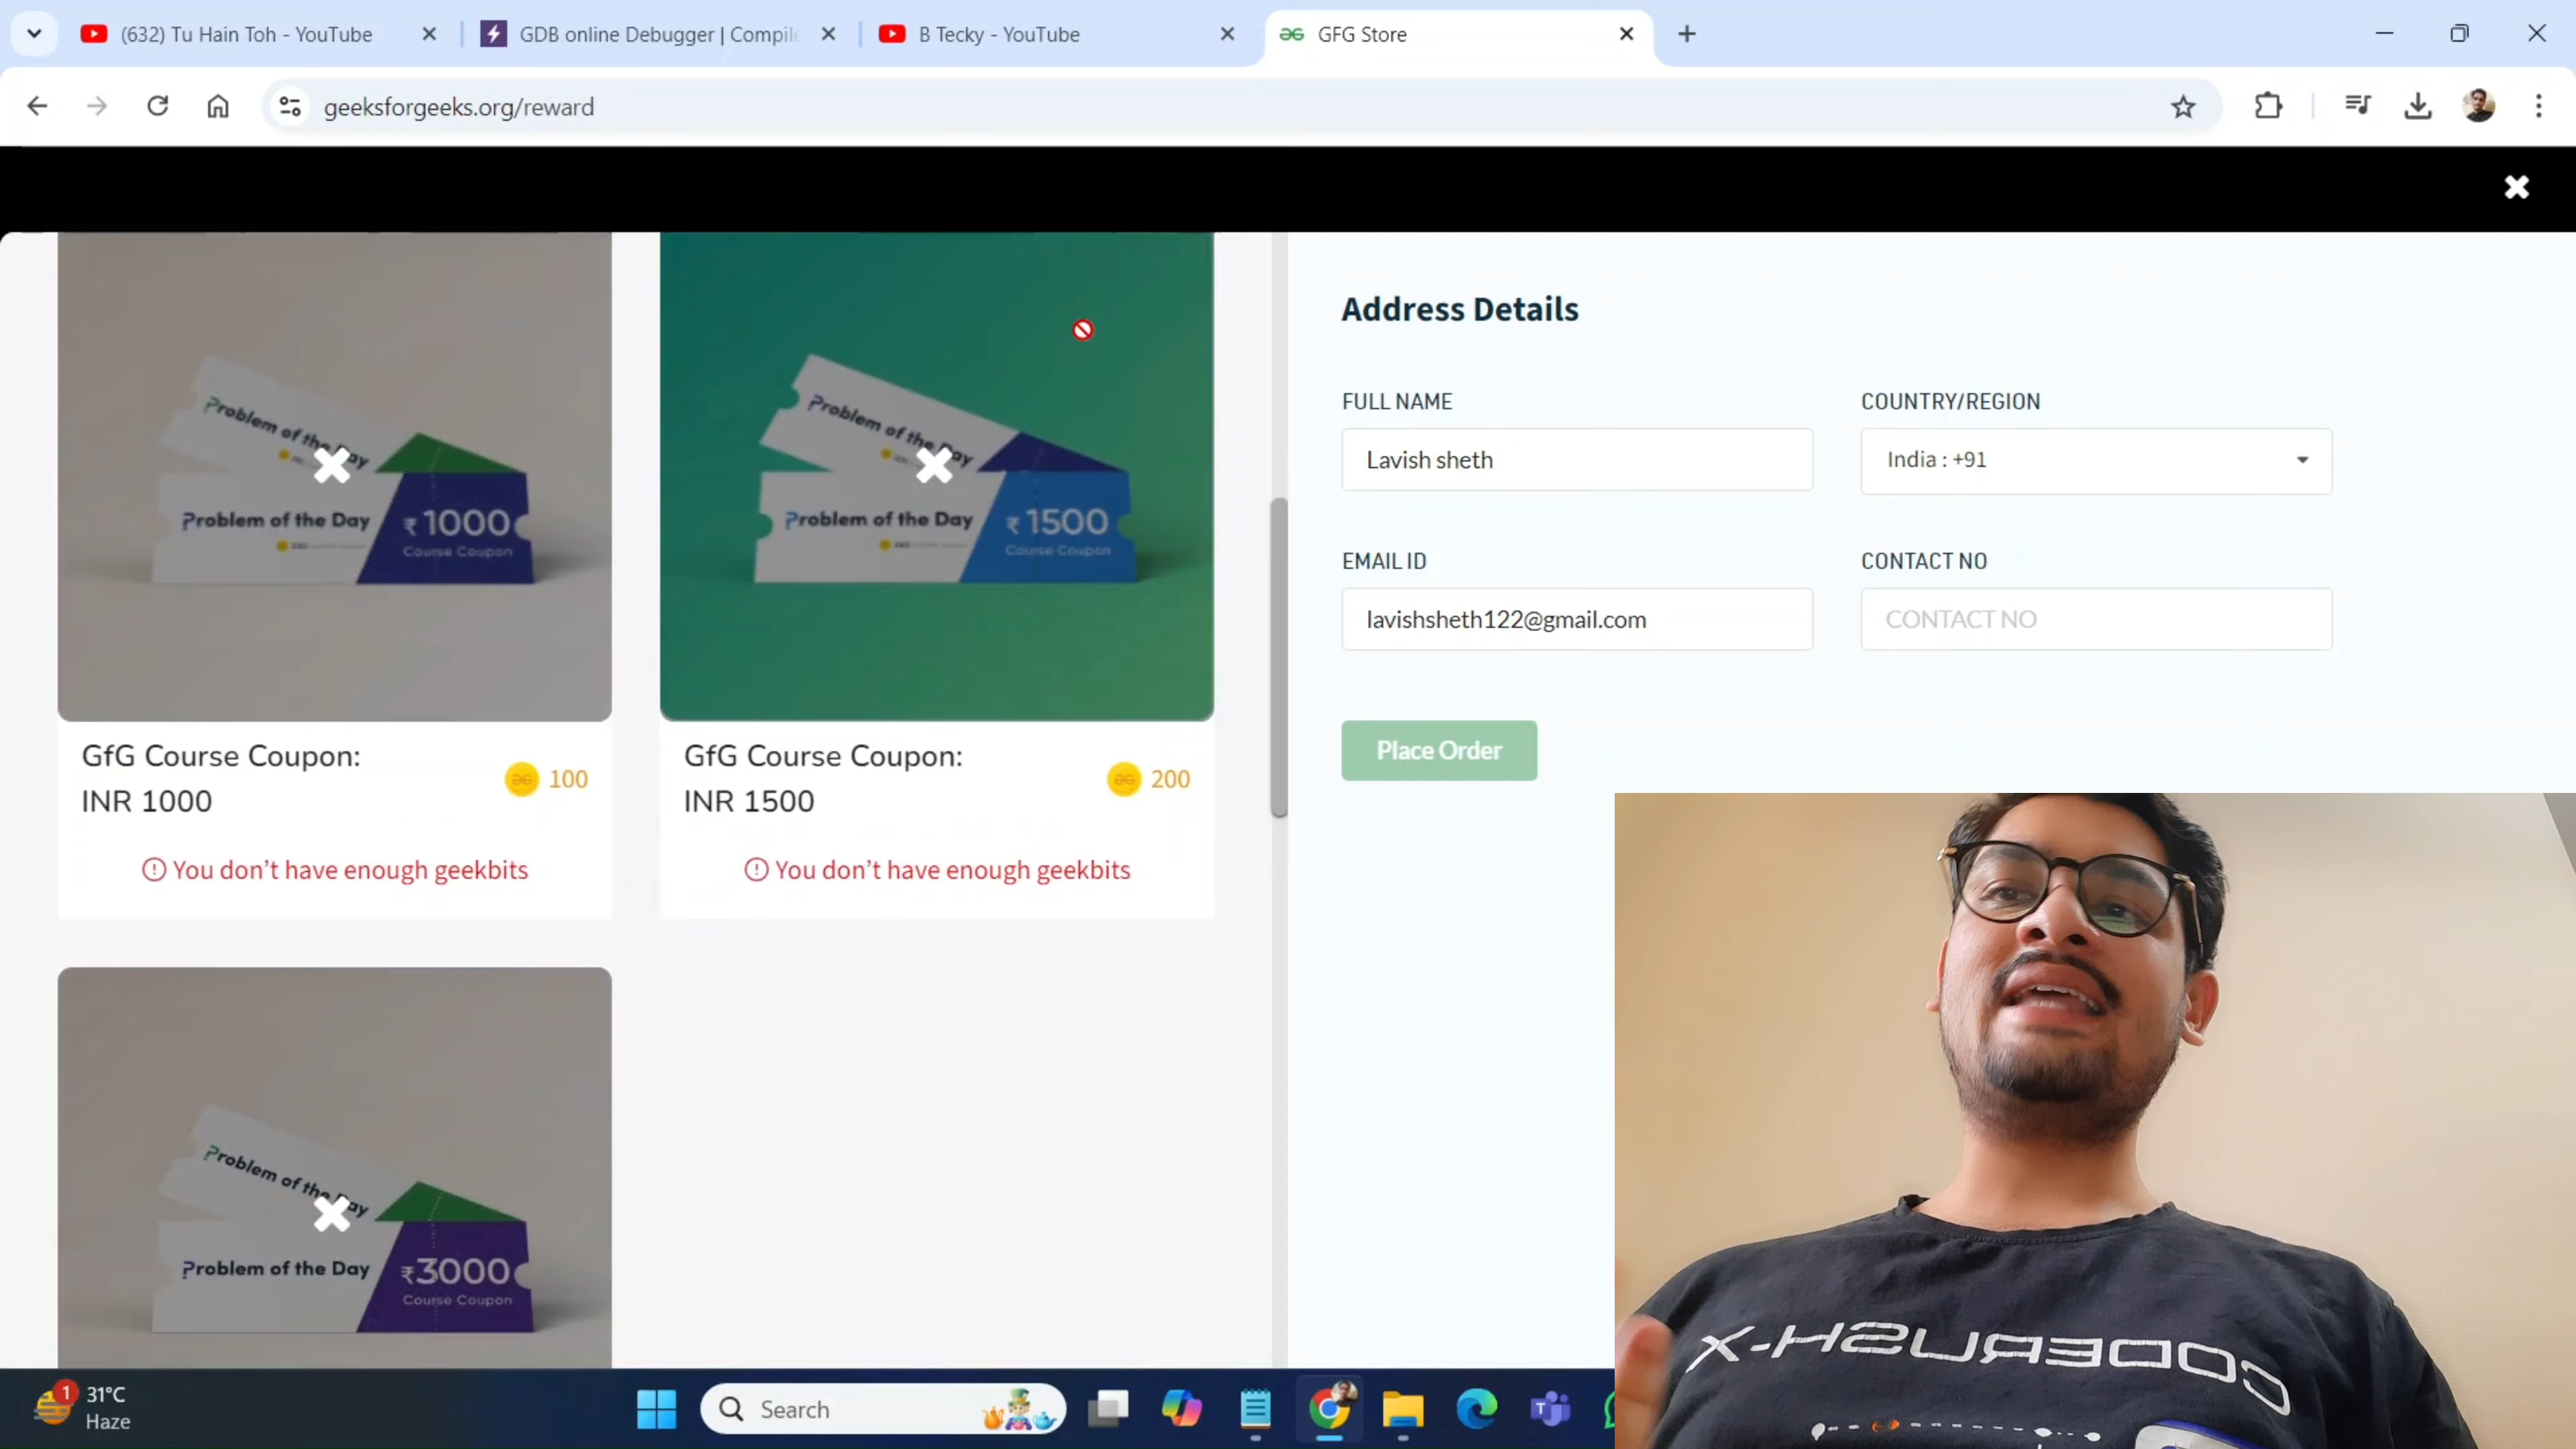 (632) Tu Hain Toh - YouTube
GDB online Debugger | Compile
B Tecky - YouTube
GFG Store
geeksforgeeks.org/reward
Problem of the Day
Problem of the Day
₹ 1000
Course Coupon
GfG Course Coupon:
INR 1000
100
You don't have enough geekbits
Problem of the Day
Problem of the Day
₹ 1500
Course Coupon
GfG Course Coupon:
INR 1500
200
You don't have enough geekbits
Problem of the Day
Problem of the Day
₹3000
Course Coupon
Address Details
FULL NAME
Lavish sheth
COUNTRY/REGION
India : +91
EMAIL ID
lavishsheth122@gmail.com
CONTACT NO
CONTACT NO
Place Order
CODERUSH-X
1
31°C
Haze
Search